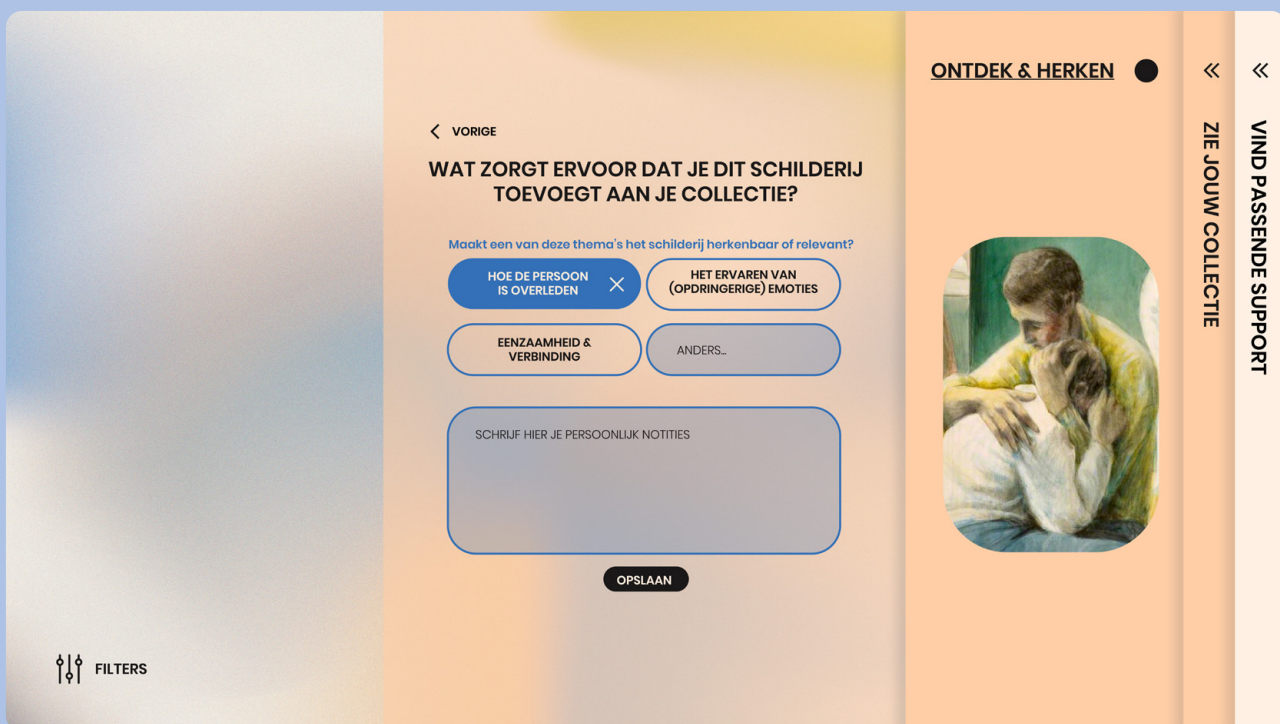 VORIGE
WAT ZORGT ERVOOR DAT JE DIT SCHILDERIJ
TOEVOEGT AAN JE COLLECTIE?
Maakt een van deze thema's het schilderij herkenbaar of relevant?
HOE DE PERSOON
IS OVERLEDEN
HET ERVAREN VAN
(OPDRINGERIGE) EMOTIES
EENZAAMHEID &
VERBINDING
ANDERS...
SCHRIJF HIER JE PERSOONLIJK NOTITIES
OPSLAAN
FILTERS
ONTDEK & HERKEN
ZIE JOUW COLLECTIE
VIND PASSENDE SUPPORT